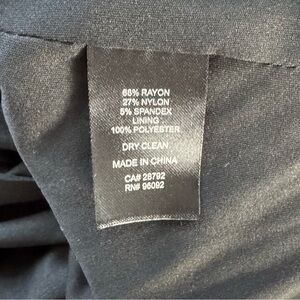 68% RAYON
27% NYLON
5% SPANDEX
LINING
100% POLYESTER
DRY CLEAN
MADE IN CHINA
CA# 28792
RN# 96092